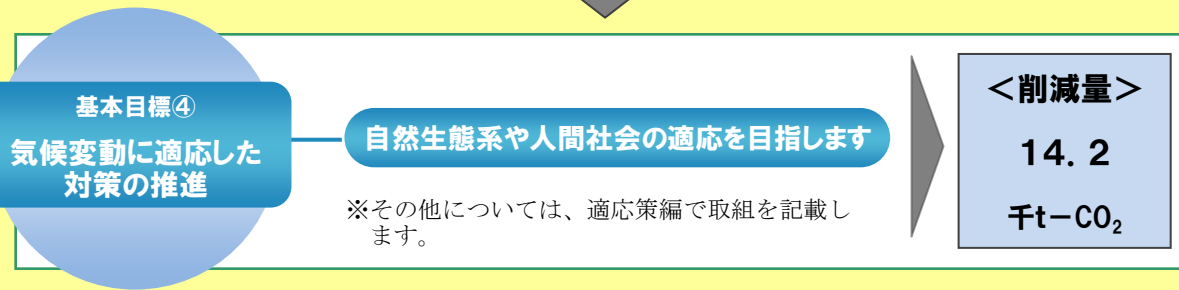 基本目標④
気候変動に適応した
対策の推進
自然生態系や人間社会の適応を目指します
※その他については、適応策編で取組を記載し
ます。
＜削減量＞
14．2
千t－CO₂